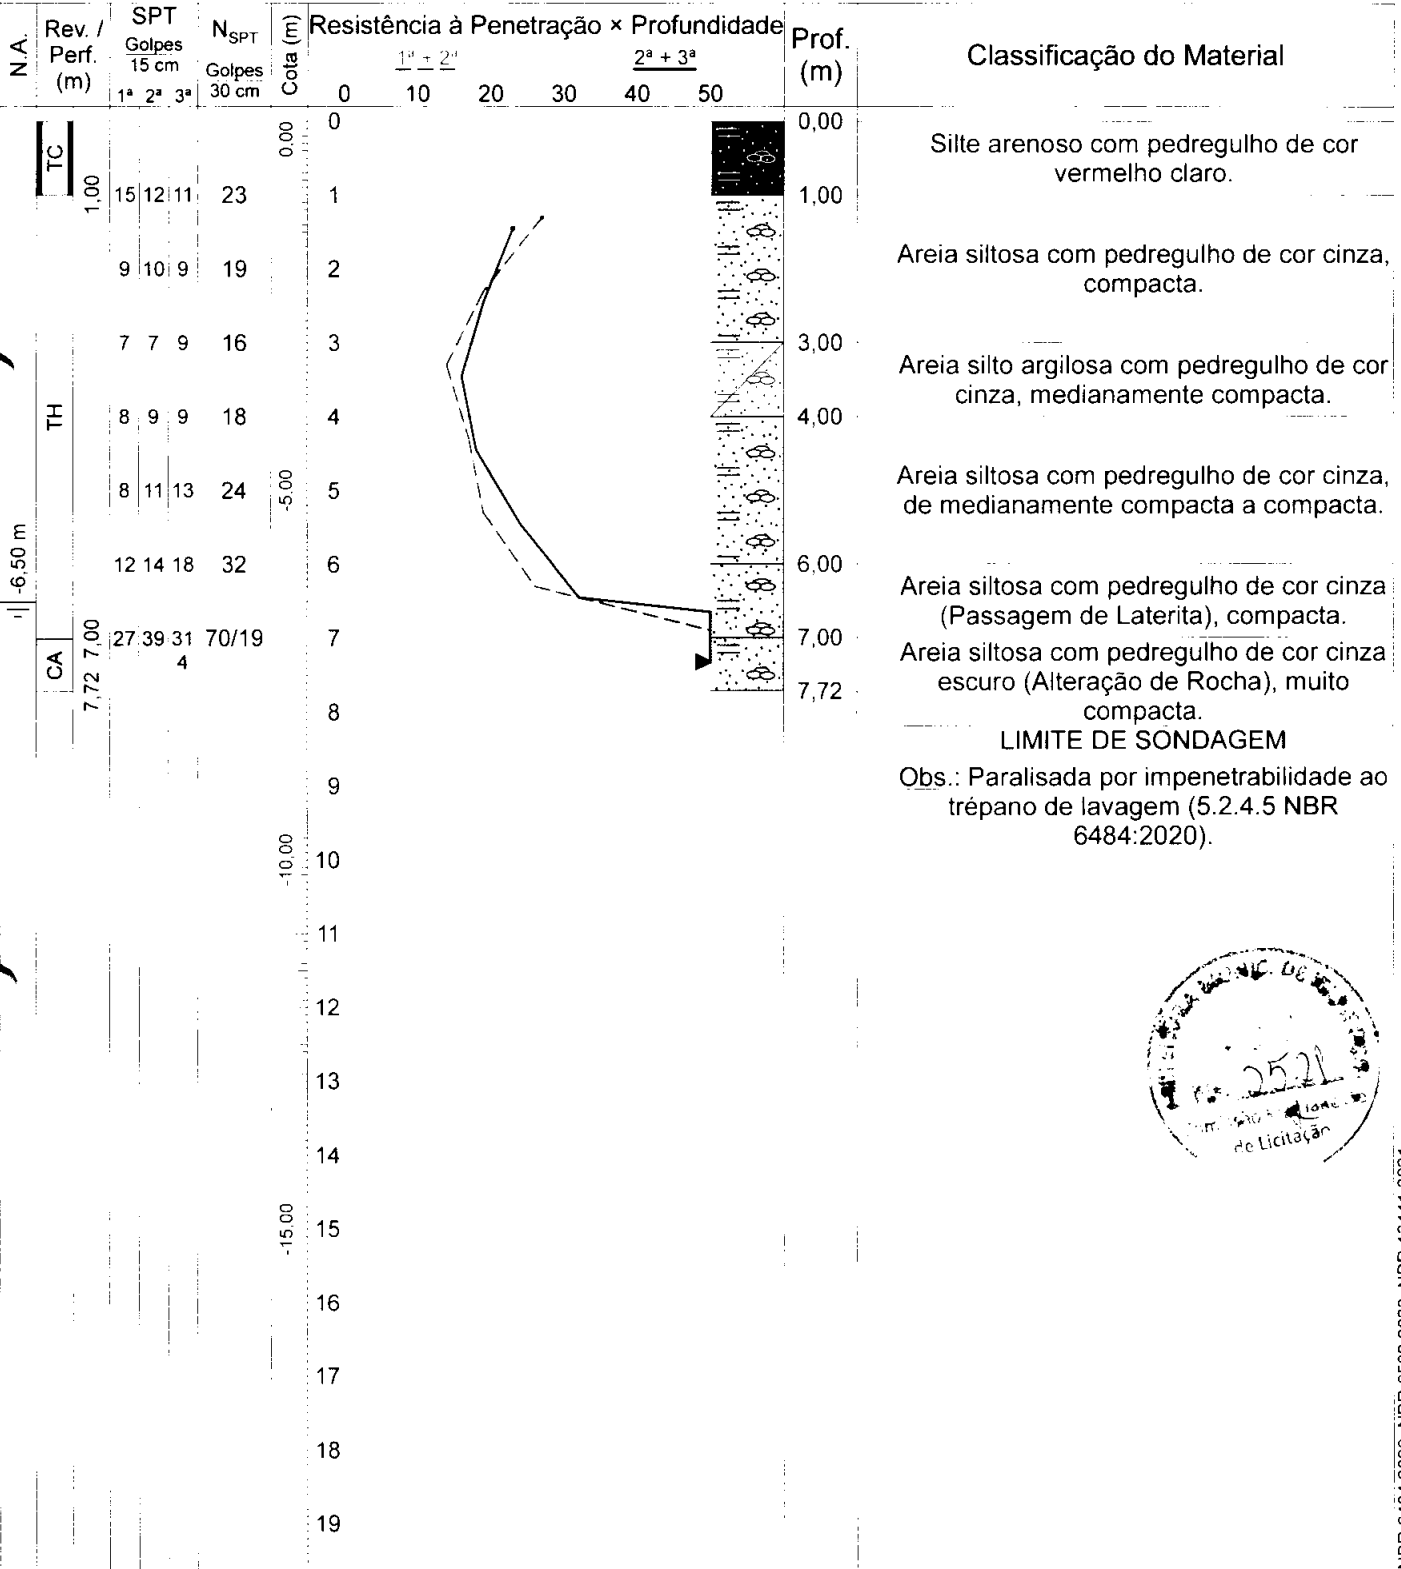 N.A.
Rev. /
Perf.
(m)
SPT
Golpes
15 cm
1ª 2ª 3ª
NSPT
Golpes
30 cm
Cota (m)
Resistência à Penetração × Profundidade
1ª + 2ª
2ª + 3ª
0 10 20 30 40 50
Prof.
(m)
Classificação do Material
TC
1,00
0,00
0
0,00
Silte arenoso com pedregulho de cor
vermelho claro.
15 12 11 23
1
1,00
9 10 9 19
2
Areia siltosa com pedregulho de cor cinza,
compacta.
7 7 9 16
3
3,00
Areia silto argilosa com pedregulho de cor
cinza, medianamente compacta.
TH
8 9 9 18
4
4,00
8 11 13 24
-5,00
5
Areia siltosa com pedregulho de cor cinza,
de medianamente compacta a compacta.
-6,50 m
12 14 18 32
6
6,00
Areia siltosa com pedregulho de cor cinza
(Passagem de Laterita), compacta.
7,00
27 39 31 70/19
4
7
7,00
CA
7,72
Areia siltosa com pedregulho de cor cinza
escuro (Alteração de Rocha), muito
compacta.
7,72
8
LIMITE DE SONDAGEM
9
Obs.: Paralisada por impenetrabilidade ao
trépano de lavagem (5.2.4.5 NBR
6484:2020).
-10,00
10
11
12
13
14
-15,00
15
16
17
18
19
2521
de Licitação